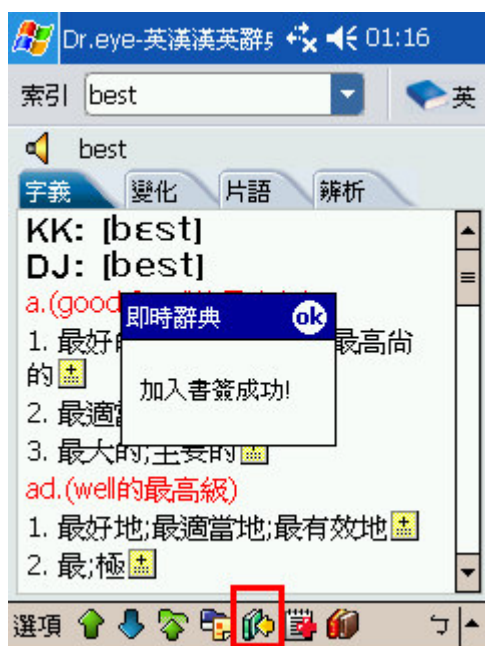 Dr.eye-英漢漢英辭 01:16
索引 best 英
best
字義 變化 片語 辨析
KK: [bɛst]
DJ: [best]
a.(good
即時辭典 ok
加入書簽成功!
1. 最好 最高尚
的
2. 最適
3. 最大的;主要的
ad.(well的最高級)
1. 最好地;最適當地;最有效地
2. 最;極
選項 ㄅ